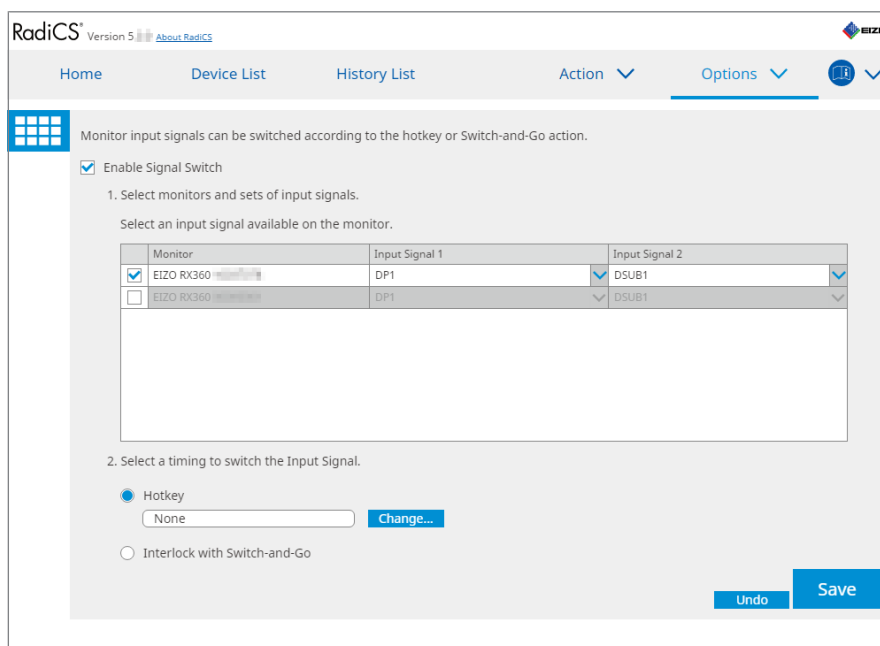 RadiCS® Version 5. About RadiCS
EIZ
Home Device List History List Action Options
Monitor input signals can be switched according to the hotkey or Switch-and-Go action.
Enable Signal Switch
1. Select monitors and sets of input signals.
Select an input signal available on the monitor.
Monitor Input Signal 1 Input Signal 2
EIZO RX360 DP1 DSUB1
EIZO RX360 DP1 DSUB1
2. Select a timing to switch the Input Signal.
Hotkey
None Change...
Interlock with Switch-and-Go
Undo Save